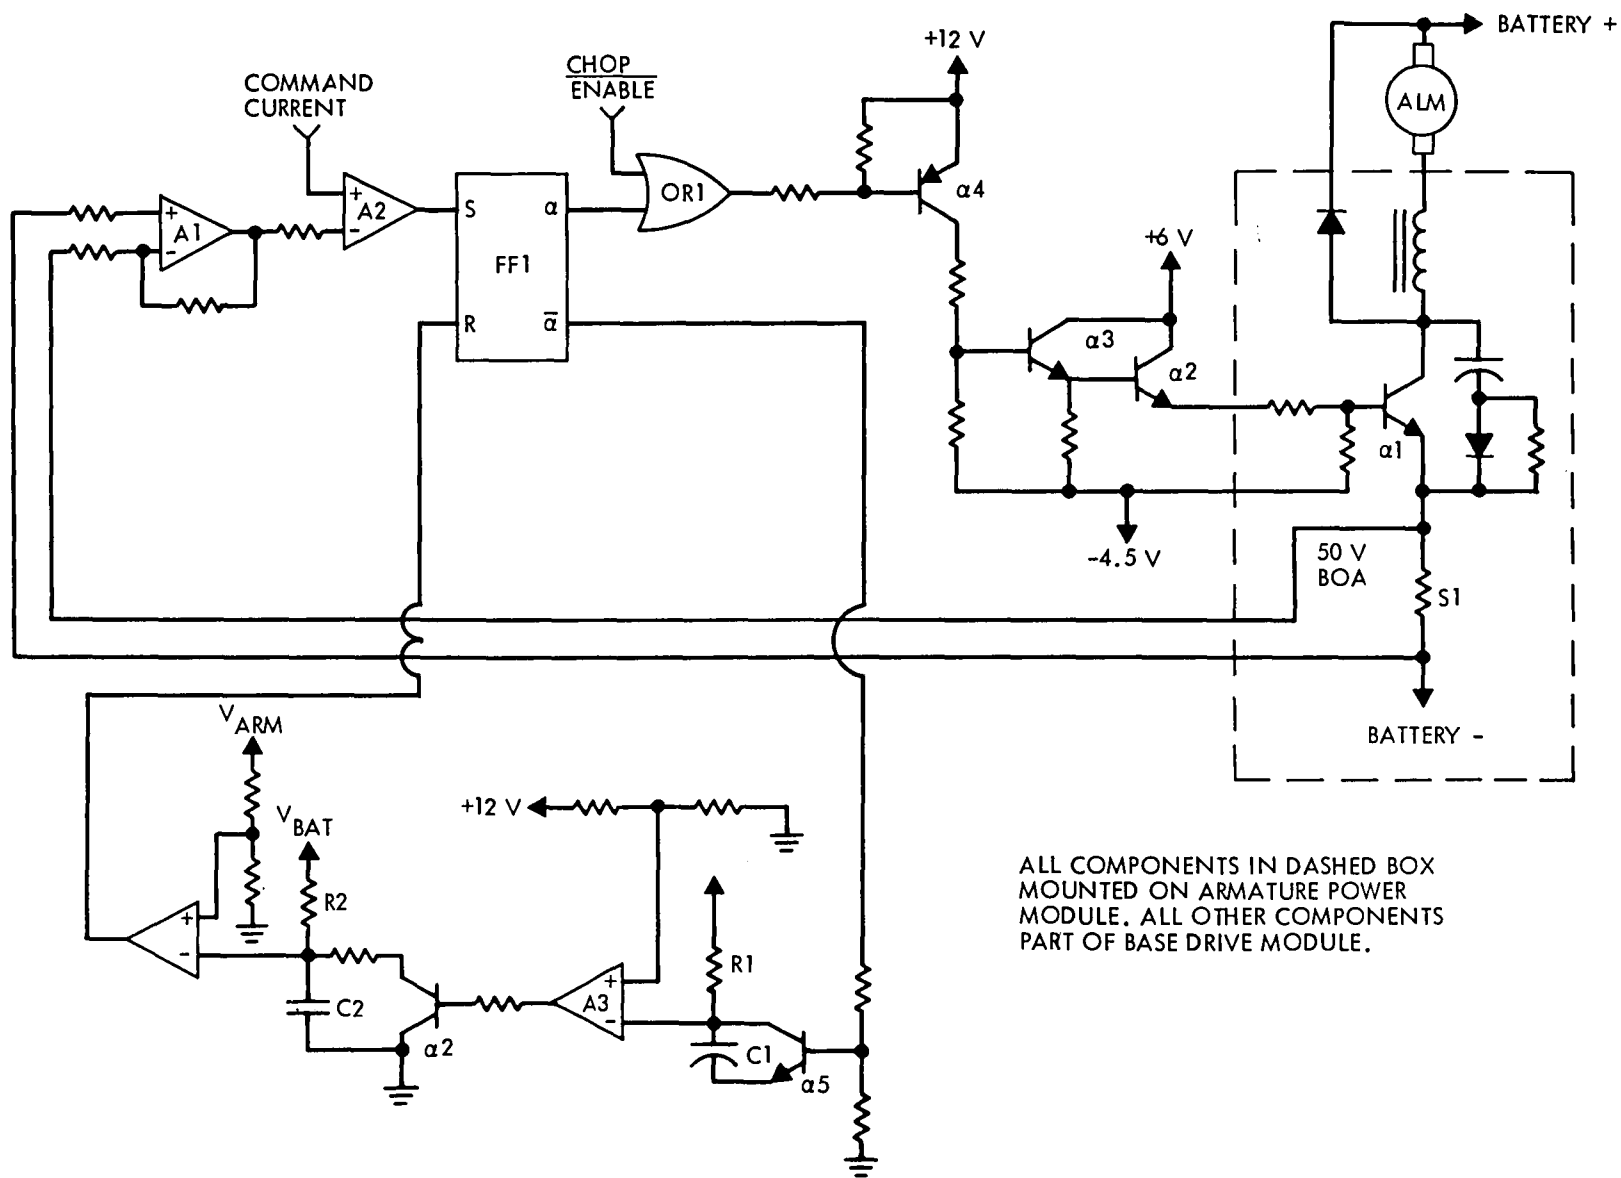 BATTERY +
+12 V
CHOP
ENABLE
COMMAND
CURRENT
ALM
+
A1
-
+
A2
-
S
α
FF1
R
α̅
OR1
α4
+6 V
α3
α2
α1
-4.5 V
50 V
BOA
S1
BATTERY -
V ARM
V BAT
+12 V
R2
+
-
C2
α2
+
A3
-
R1
C1
α5
ALL COMPONENTS IN DASHED BOX
MOUNTED ON ARMATURE POWER
MODULE. ALL OTHER COMPONENTS
PART OF BASE DRIVE MODULE.